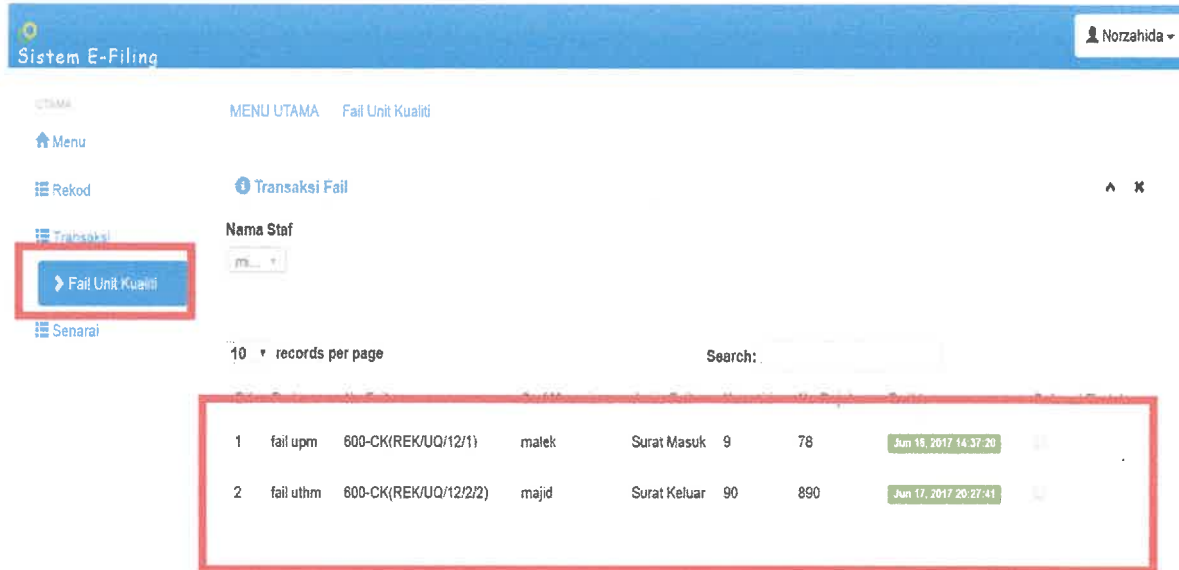 Sistem E-Filing
Norzahida
UTAMA
MENU UTAMA Fail Unit Kualiti
Menu
Rekod
Transaksi Fail
Transaksi
Nama Staf
mi...
Fail Unit Kualiti
Senarai
10 records per page Search:
1 fail upm 600-CK(REK/UQ/12/1) malek Surat Masuk 9 78 Jun 16, 2017 14:37:20
2 fail uthm 600-CK(REK/UQ/12/2/2) majid Surat Keluar 90 890 Jun 17, 2017 20:27:41